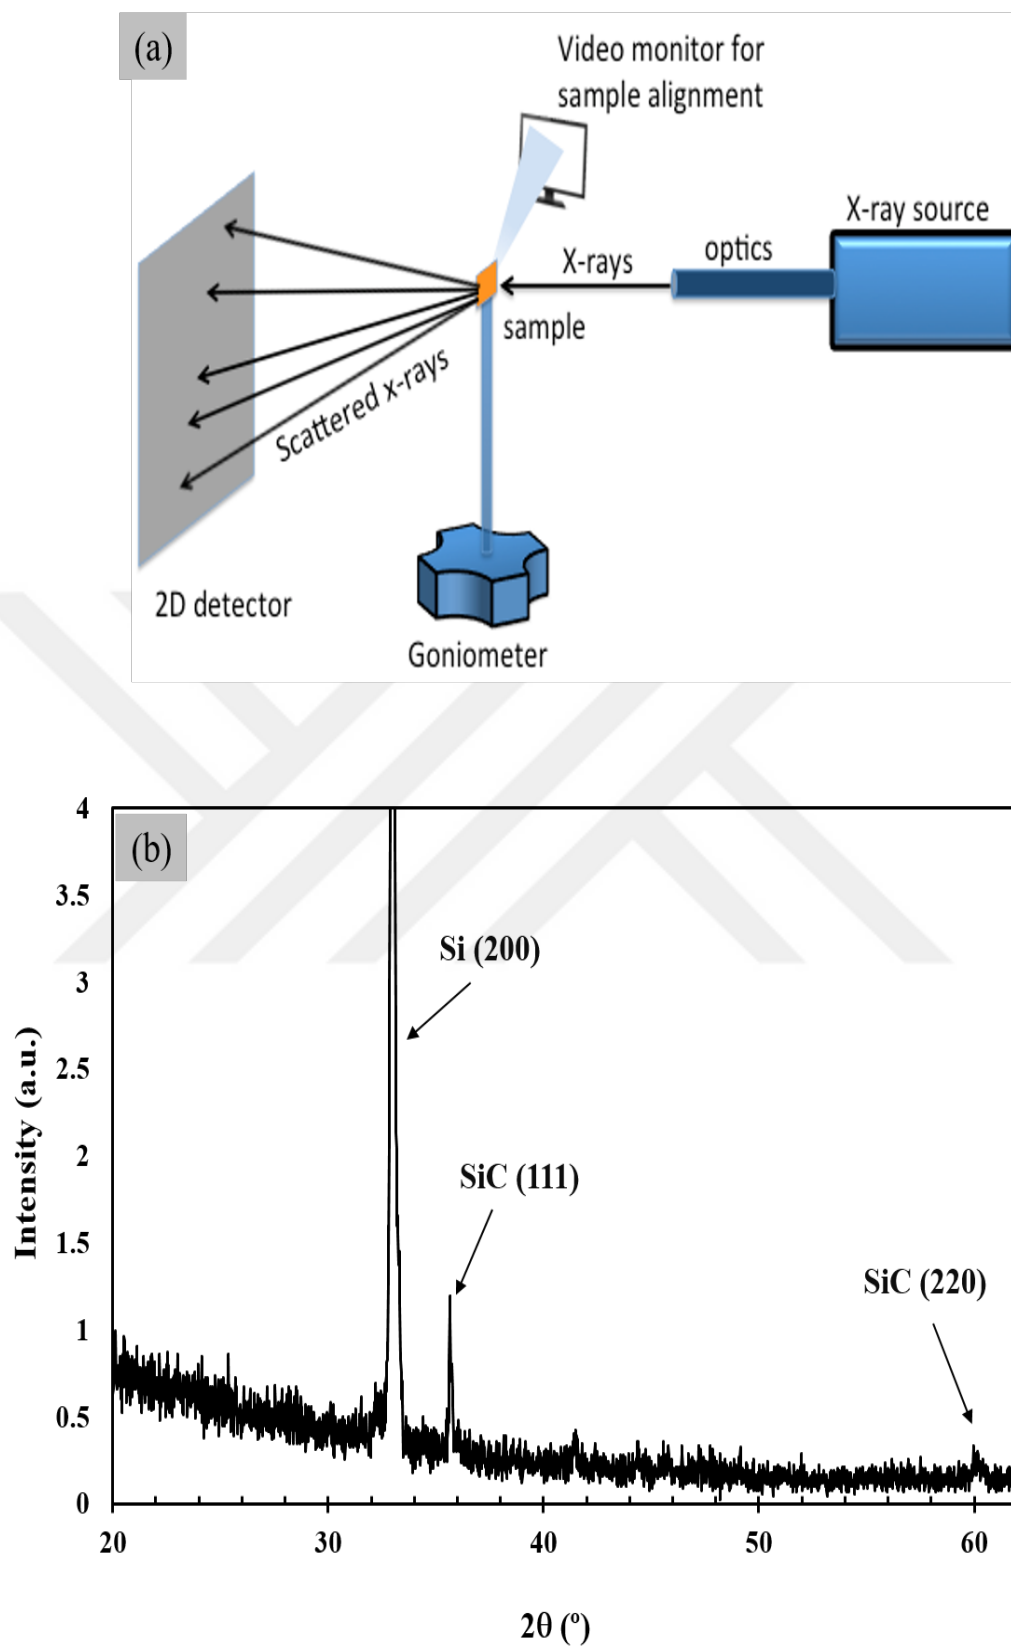 (a)
Video monitor for
sample alignment
X-ray source
optics
X-rays
sample
Scattered x-rays
2D detector
Goniometer
(b)
4
3.5
3
2.5
2
1.5
1
0.5
0
Intensity (a.u.)
Si (200)
SiC (111)
SiC (220)
20
30
40
50
60
2θ (º)